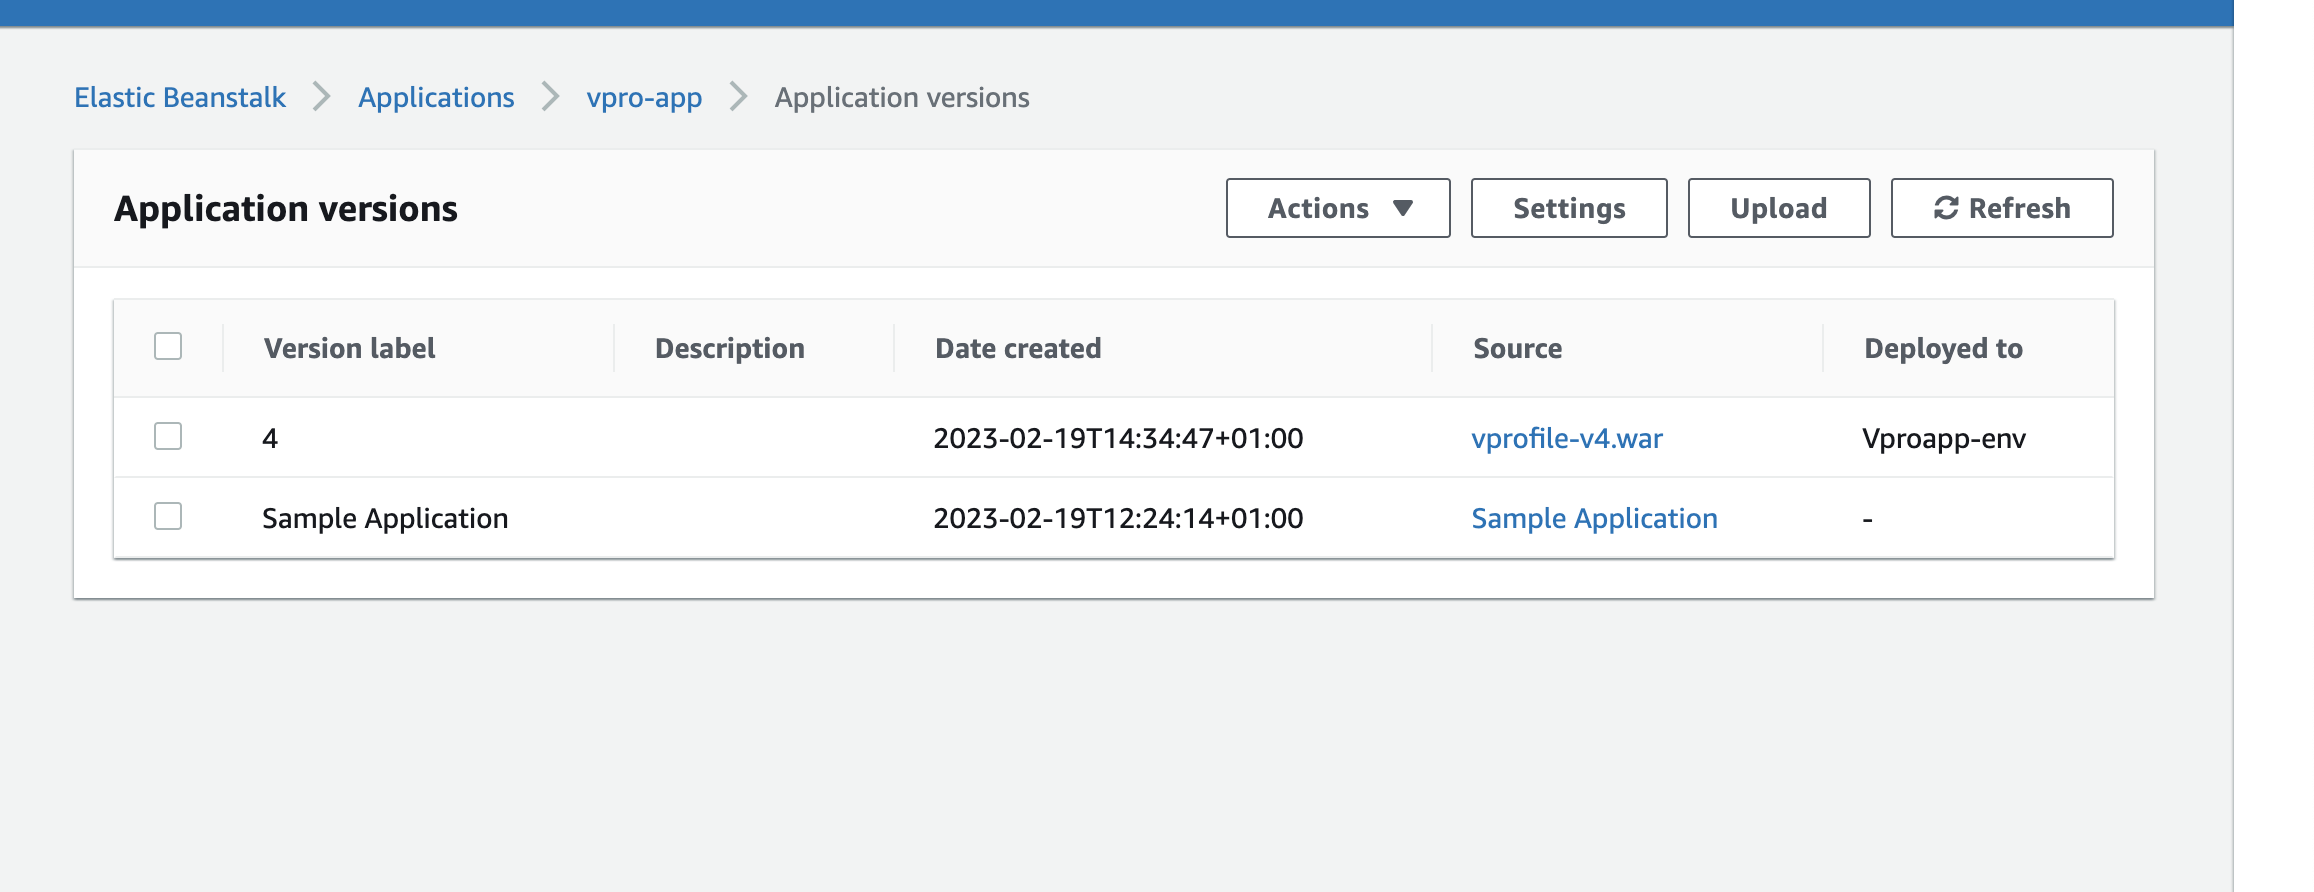 Elastic Beanstalk Applications vpro-app Application versions
Application versions Actions Settings Upload Refresh
Version label Description Date created Source Deployed to
4 2023-02-19T14:34:47+01:00 vprofile-v4.war Vproapp-env
Sample Application 2023-02-19T12:24:14+01:00 Sample Application -